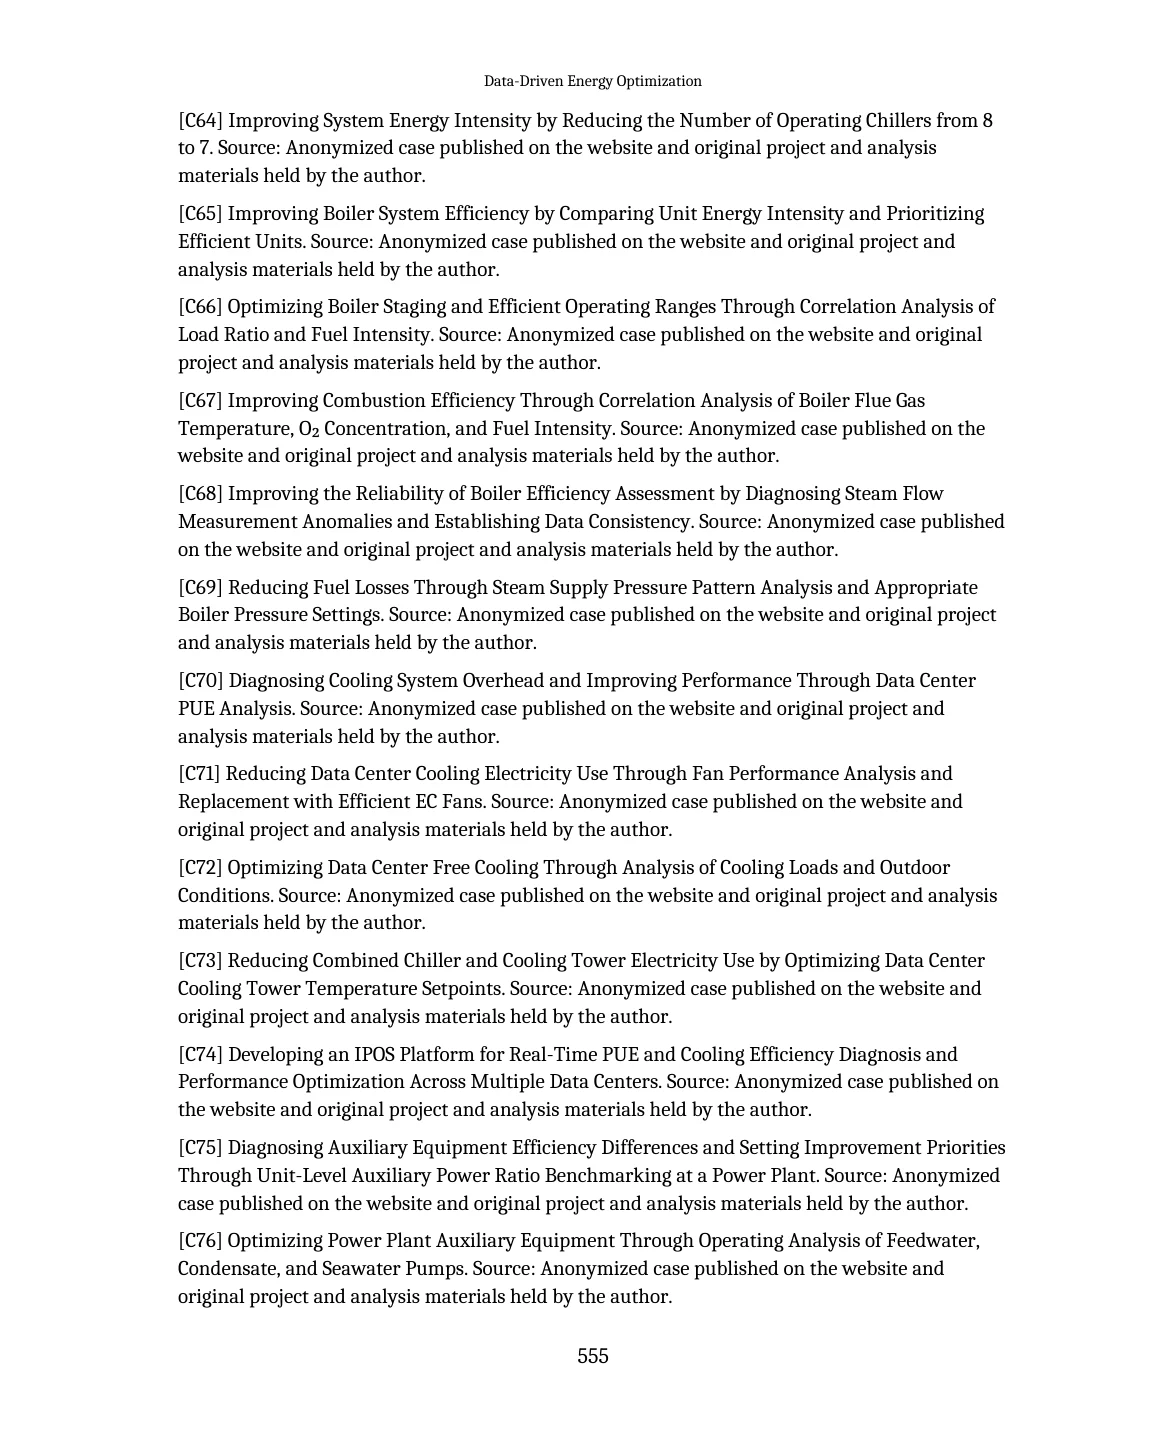 Data-Driven Energy Optimization
[C64] Improving System Energy Intensity by Reducing the Number of Operating Chillers from 8
to 7. Source: Anonymized case published on the website and original project and analysis
materials held by the author.
[C65] Improving Boiler System Efficiency by Comparing Unit Energy Intensity and Prioritizing
Efficient Units. Source: Anonymized case published on the website and original project and
analysis materials held by the author.
[C66] Optimizing Boiler Staging and Efficient Operating Ranges Through Correlation Analysis of
Load Ratio and Fuel Intensity. Source: Anonymized case published on the website and original
project and analysis materials held by the author.
[C67] Improving Combustion Efficiency Through Correlation Analysis of Boiler Flue Gas
Temperature, O₂ Concentration, and Fuel Intensity. Source: Anonymized case published on the
website and original project and analysis materials held by the author.
[C68] Improving the Reliability of Boiler Efficiency Assessment by Diagnosing Steam Flow
Measurement Anomalies and Establishing Data Consistency. Source: Anonymized case published
on the website and original project and analysis materials held by the author.
[C69] Reducing Fuel Losses Through Steam Supply Pressure Pattern Analysis and Appropriate
Boiler Pressure Settings. Source: Anonymized case published on the website and original project
and analysis materials held by the author.
[C70] Diagnosing Cooling System Overhead and Improving Performance Through Data Center
PUE Analysis. Source: Anonymized case published on the website and original project and
analysis materials held by the author.
[C71] Reducing Data Center Cooling Electricity Use Through Fan Performance Analysis and
Replacement with Efficient EC Fans. Source: Anonymized case published on the website and
original project and analysis materials held by the author.
[C72] Optimizing Data Center Free Cooling Through Analysis of Cooling Loads and Outdoor
Conditions. Source: Anonymized case published on the website and original project and analysis
materials held by the author.
[C73] Reducing Combined Chiller and Cooling Tower Electricity Use by Optimizing Data Center
Cooling Tower Temperature Setpoints. Source: Anonymized case published on the website and
original project and analysis materials held by the author.
[C74] Developing an IPOS Platform for Real-Time PUE and Cooling Efficiency Diagnosis and
Performance Optimization Across Multiple Data Centers. Source: Anonymized case published on
the website and original project and analysis materials held by the author.
[C75] Diagnosing Auxiliary Equipment Efficiency Differences and Setting Improvement Priorities
Through Unit-Level Auxiliary Power Ratio Benchmarking at a Power Plant. Source: Anonymized
case published on the website and original project and analysis materials held by the author.
[C76] Optimizing Power Plant Auxiliary Equipment Through Operating Analysis of Feedwater,
Condensate, and Seawater Pumps. Source: Anonymized case published on the website and
original project and analysis materials held by the author.
555